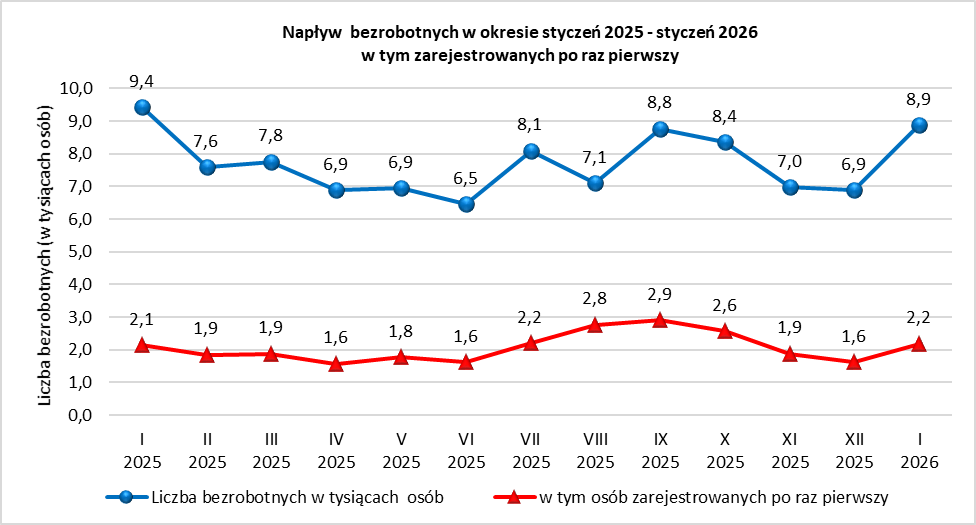 Napływ bezrobotnych w okresie styczeń 2025 - styczeń 2026
w tym zarejestrowanych po raz pierwszy
Liczba bezrobotnych (w tysiącach osób)
10,0
9,0
8,0
7,0
6,0
5,0
4,0
3,0
2,0
1,0
0,0
9,4 7,6 7,8 6,9 6,9 6,5 8,1 7,1 8,8 8,4 7,0 6,9 8,9
2,1 1,9 1,9 1,6 1,8 1,6 2,2 2,8 2,9 2,6 1,9 1,6 2,2
I II III IV V VI VII VIII IX X XI XII I
2025 2025 2025 2025 2025 2025 2025 2025 2025 2025 2025 2025 2026
Liczba bezrobotnych w tysiącach osób w tym osób zarejestrowanych po raz pierwszy